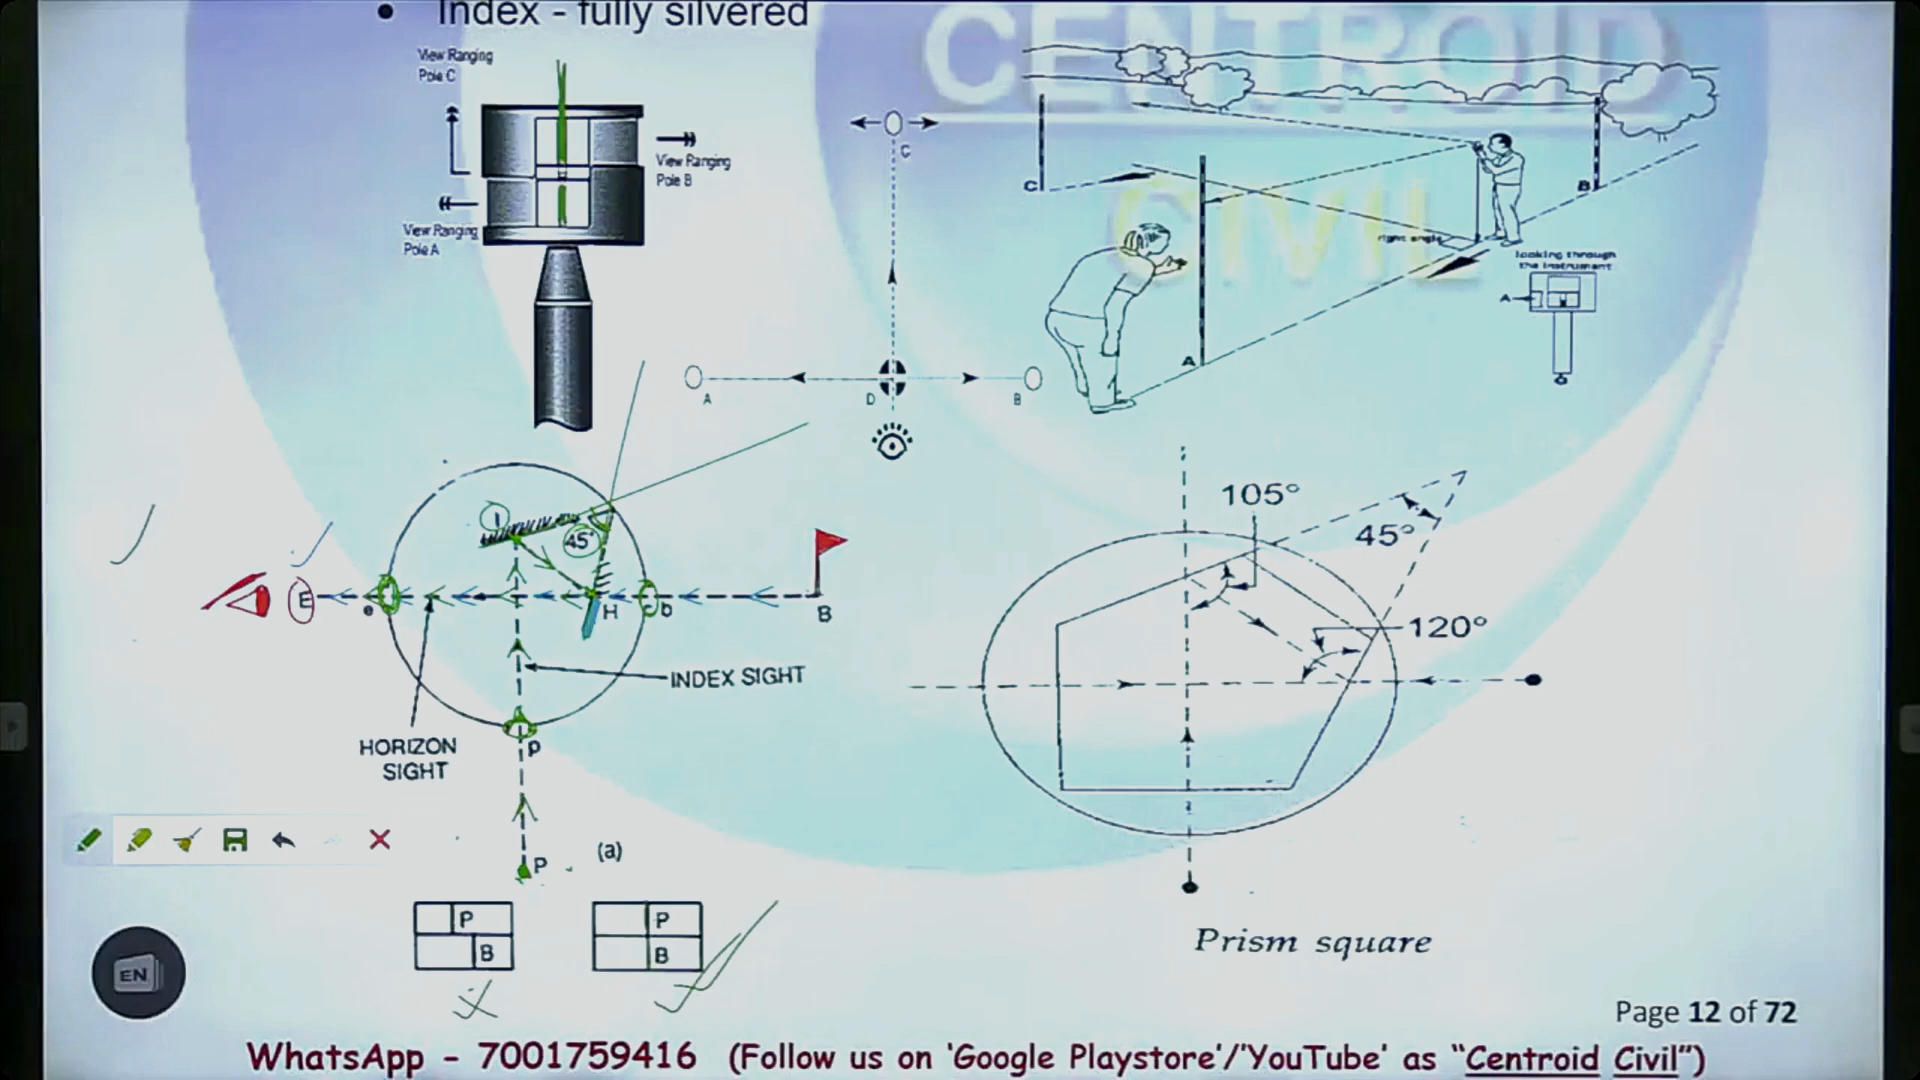 • Index - fully silvered
CENTROID
CIVIL
View Ranging
Pole C
View Ranging
Pole B
View Ranging
Pole A
C
A
D
B
C
B
A
right angle
looking through
the instrument
A
I
45°
E
e
H
b
B
INDEX SIGHT
HORIZON
SIGHT
p
P
(a)
P
B
P
B
105°
45°
120°
Prism square
EN
Page 12 of 72
WhatsApp - 7001759416 (Follow us on 'Google Playstore'/'YouTube' as “Centroid Civil”)